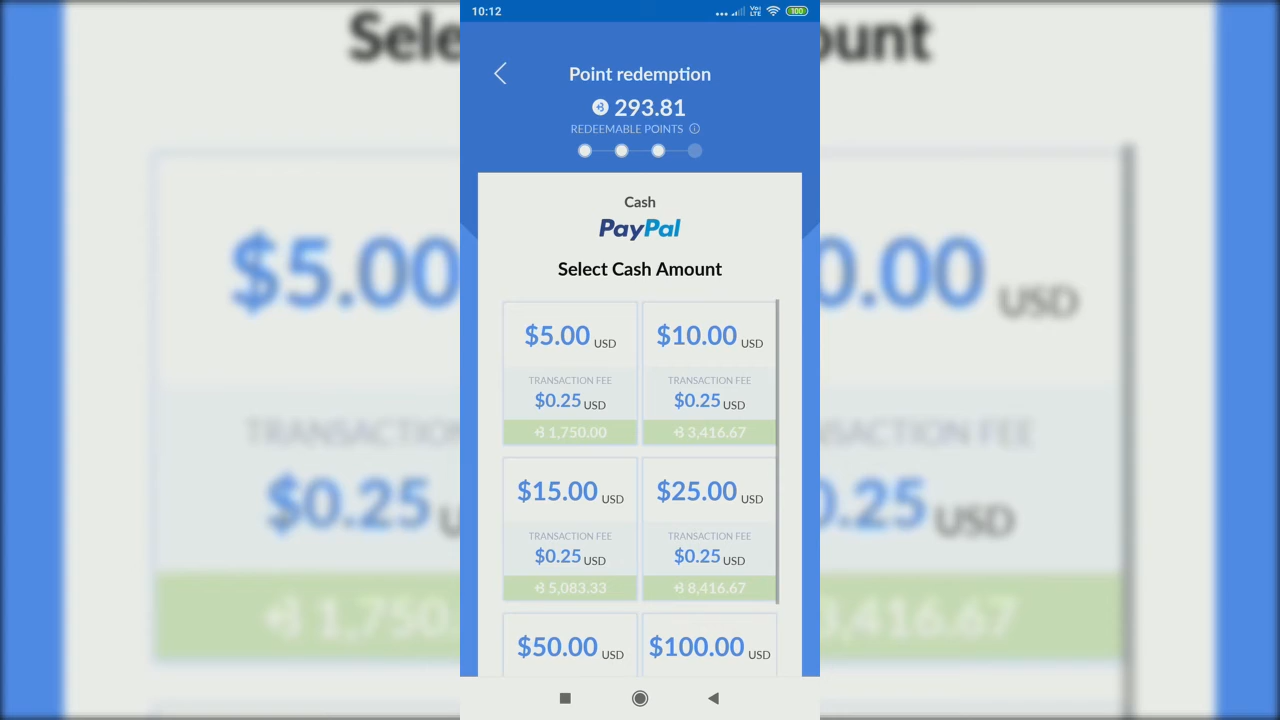 10:12
Vo)
LTE
100
Point redemption
293.81
REDEEMABLE POINTS
Cash
PayPal
Select Cash Amount
$5.00 USD
TRANSACTION FEE
$0.25 USD
1,750.00
$10.00 USD
TRANSACTION FEE
$0.25 USD
3,416.67
$15.00 USD
TRANSACTION FEE
$0.25 USD
5,083.33
$25.00 USD
TRANSACTION FEE
$0.25 USD
8,416.67
$50.00 USD
$100.00 USD